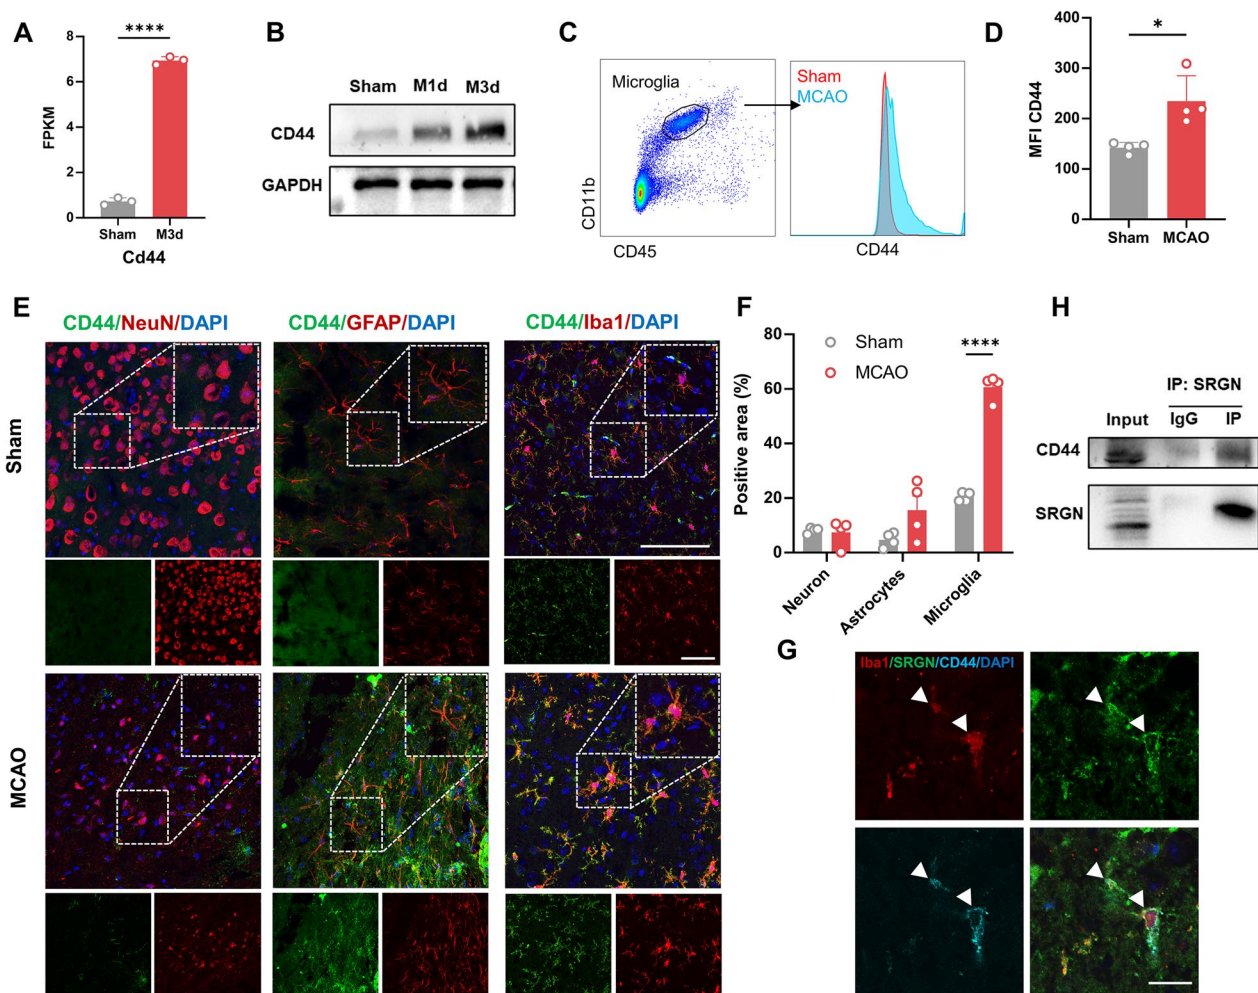 A
****
8
6
4
2
0
FPKM
Sham
M3d
Cd44
B
Sham M1d M3d
CD44
GAPDH
C
Microglia
CD11b
CD45
Sham
MCAO
CD44
D
*
400
300
200
100
0
MFI CD44
Sham
MCAO
E
CD44/NeuN/DAPI
CD44/GFAP/DAPI
CD44/Iba1/DAPI
Sham
MCAO
F
80
60
40
20
0
Positive area (%)
Sham
MCAO
****
Neuron
Astrocytes
Microglia
H
IP: SRGN
Input IgG IP
CD44
SRGN
G
Iba1/SRGN/CD44/DAPI